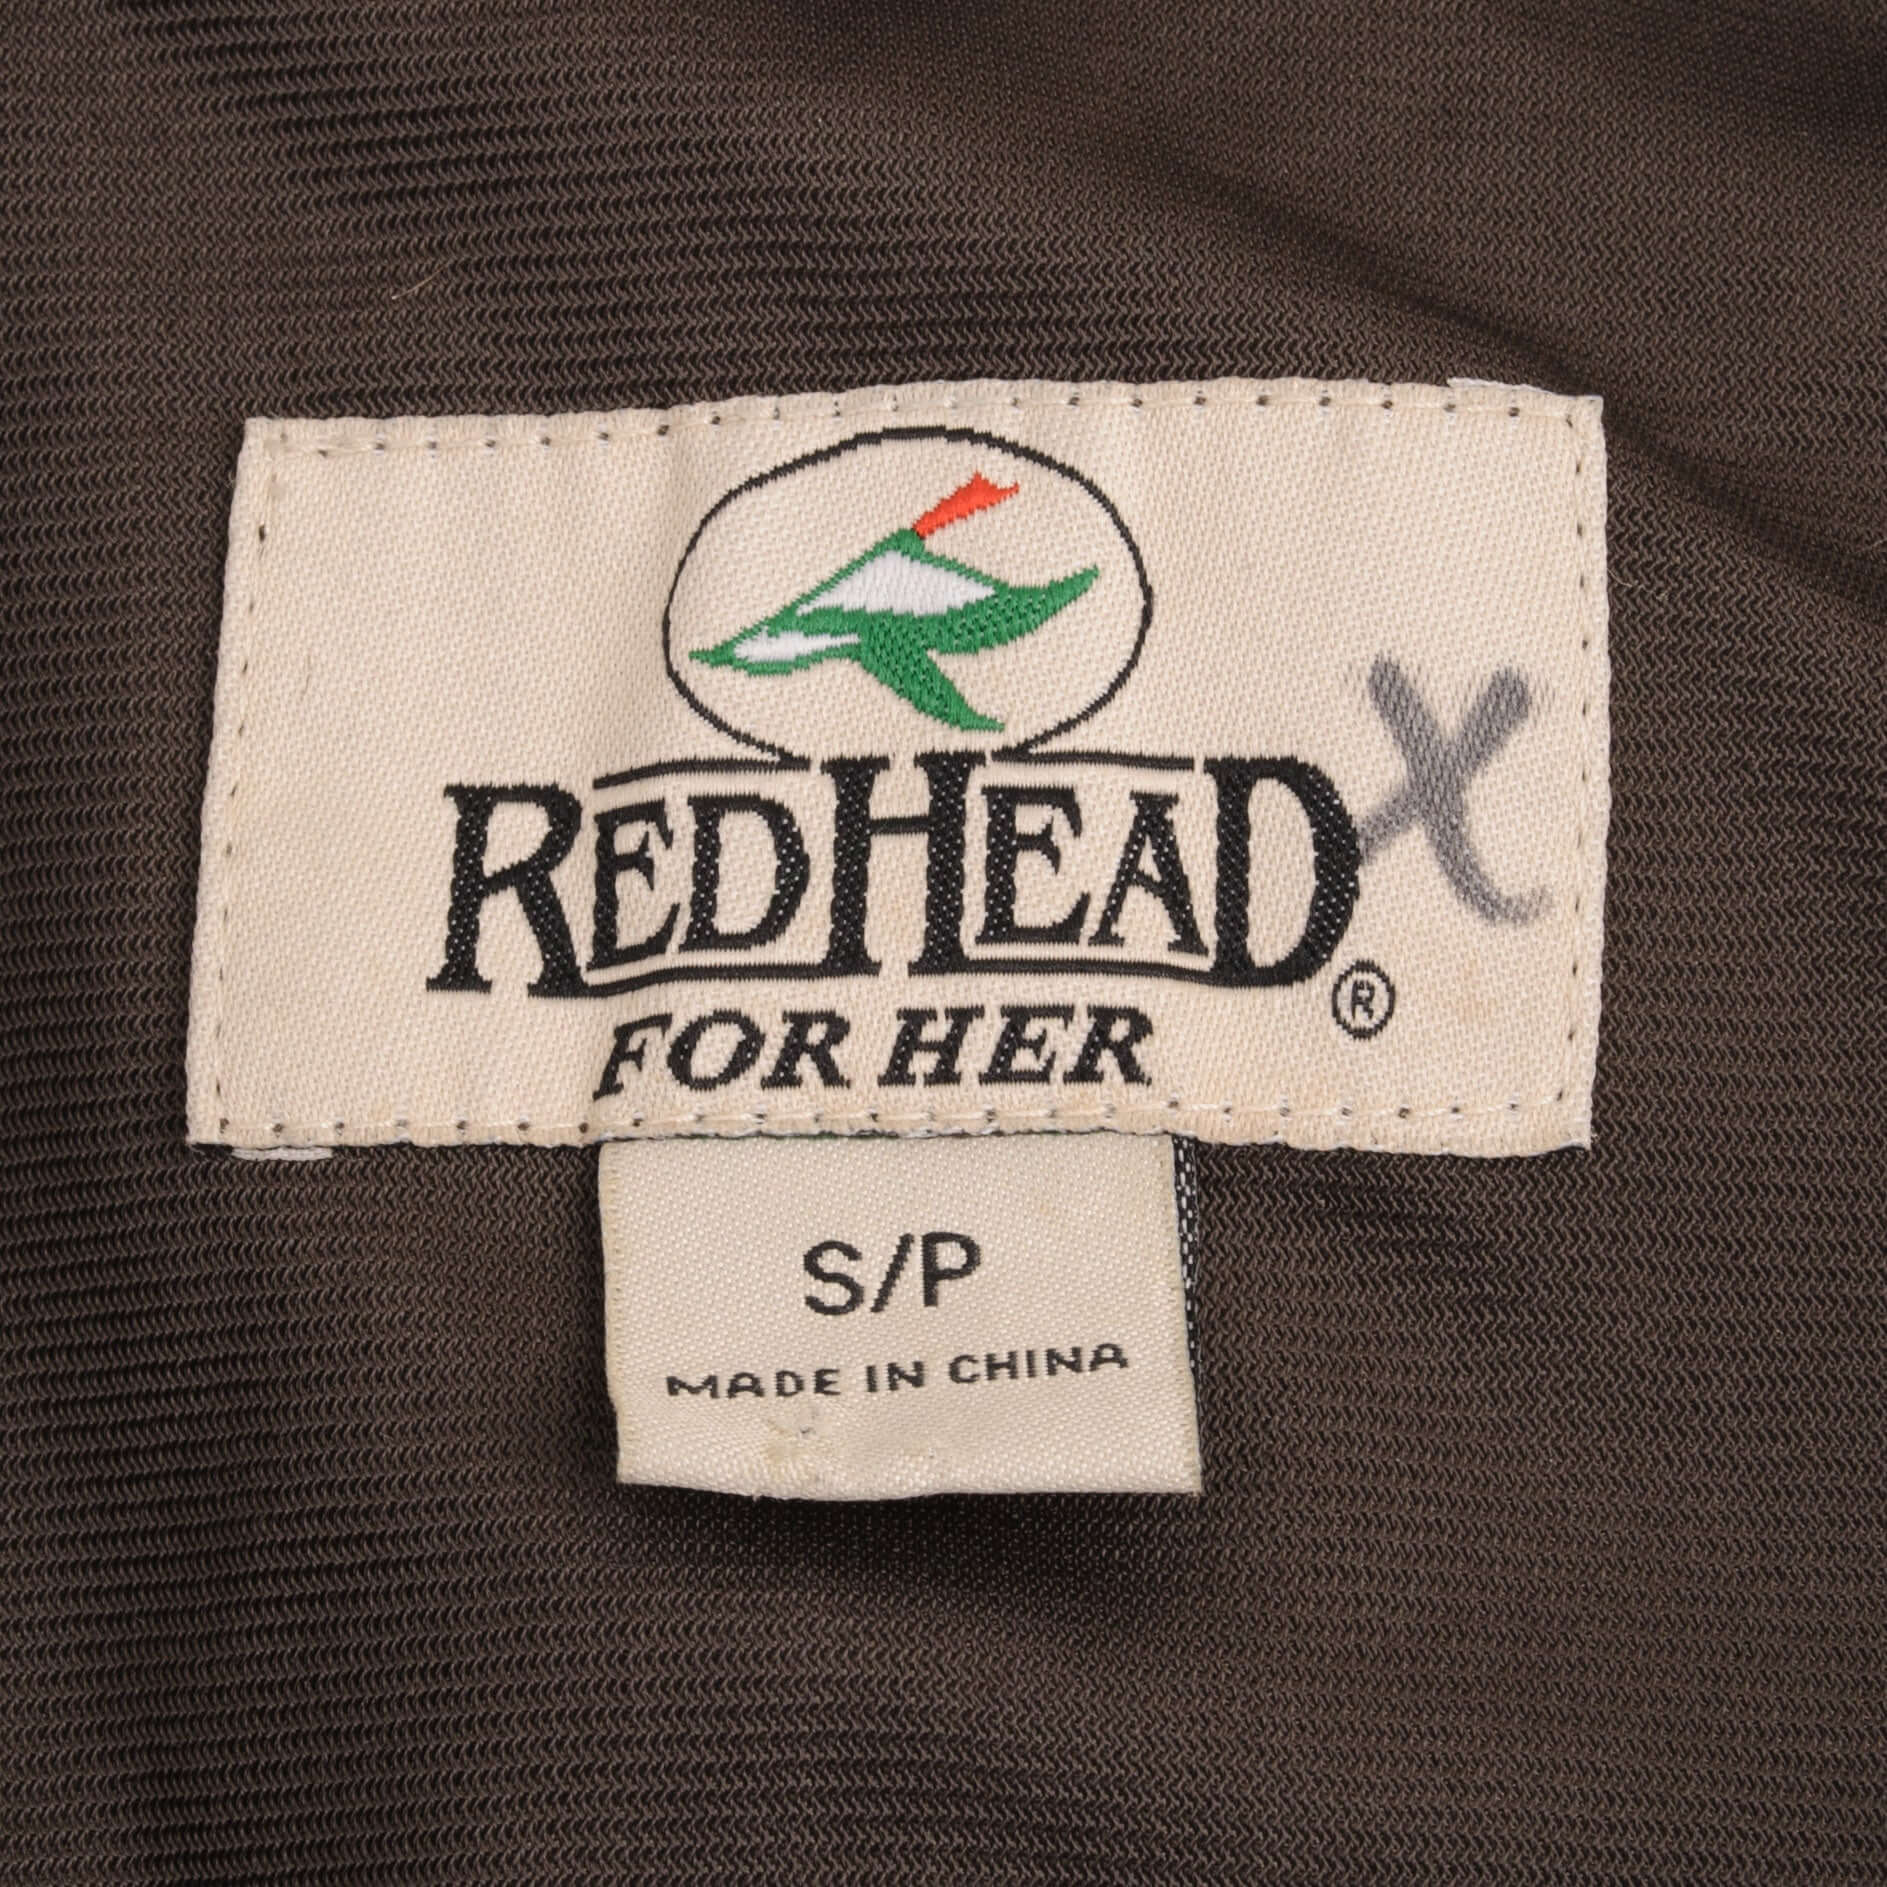 REDHEAD®
X
FOR HER
S/P
MADE IN CHINA